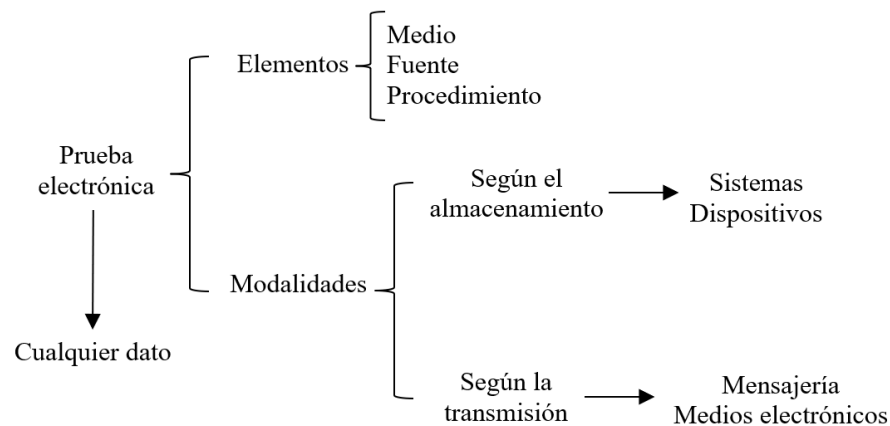 Prueba
electrónica
Cualquier dato
Elementos
Medio
Fuente
Procedimiento
Modalidades
Según el
almacenamiento
Sistemas
Dispositivos
Según la
transmisión
Mensajería
Medios electrónicos